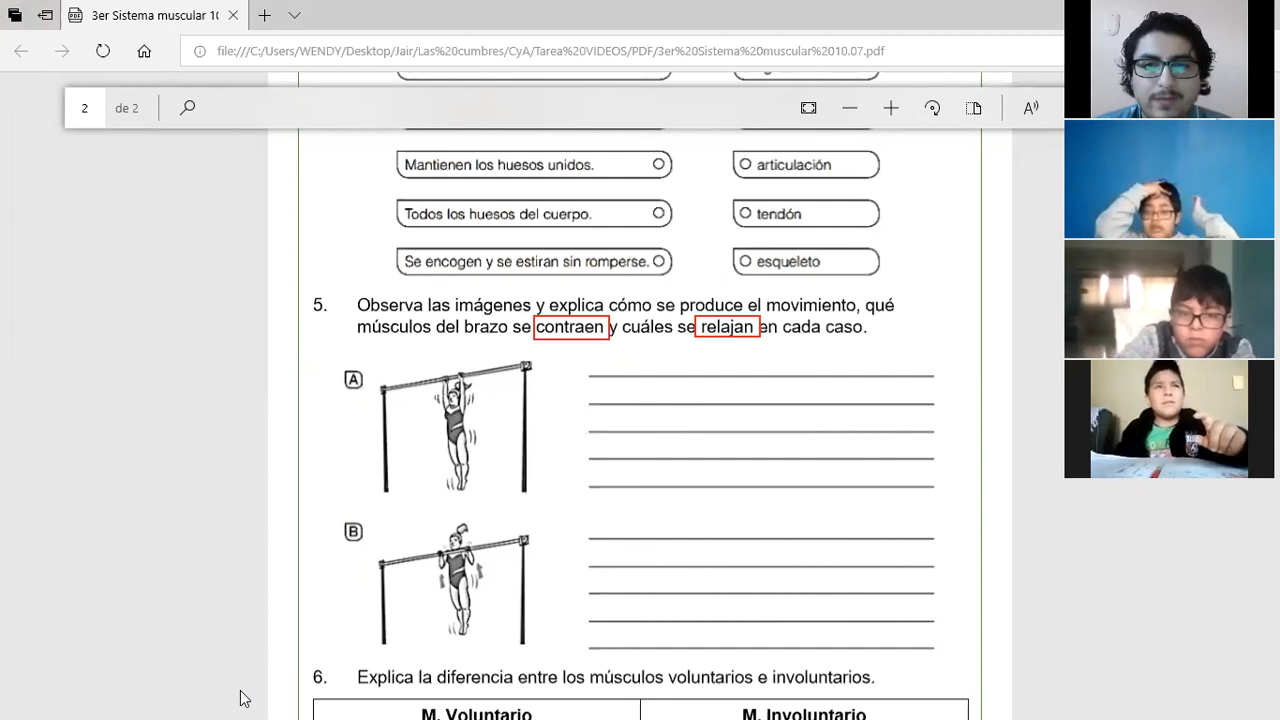 3er Sistema muscular 10
file:///C:/Users/WENDY/Desktop/Jair/Las%20cumbres/CyA/Tarea%20VIDEOS/PDF/3er%20Sistema%20muscular%2010.07.pdf
2 de 2
Mantienen los huesos unidos. articulación
Todos los huesos del cuerpo. tendón
Se encogen y se estiran sin romperse. esqueleto
5. Observa las imágenes y explica cómo se produce el movimiento, qué
músculos del brazo se contraen y cuáles se relajan en cada caso.
A
B
6. Explica la diferencia entre los músculos voluntarios e involuntarios.
M. Voluntario M. Involuntario